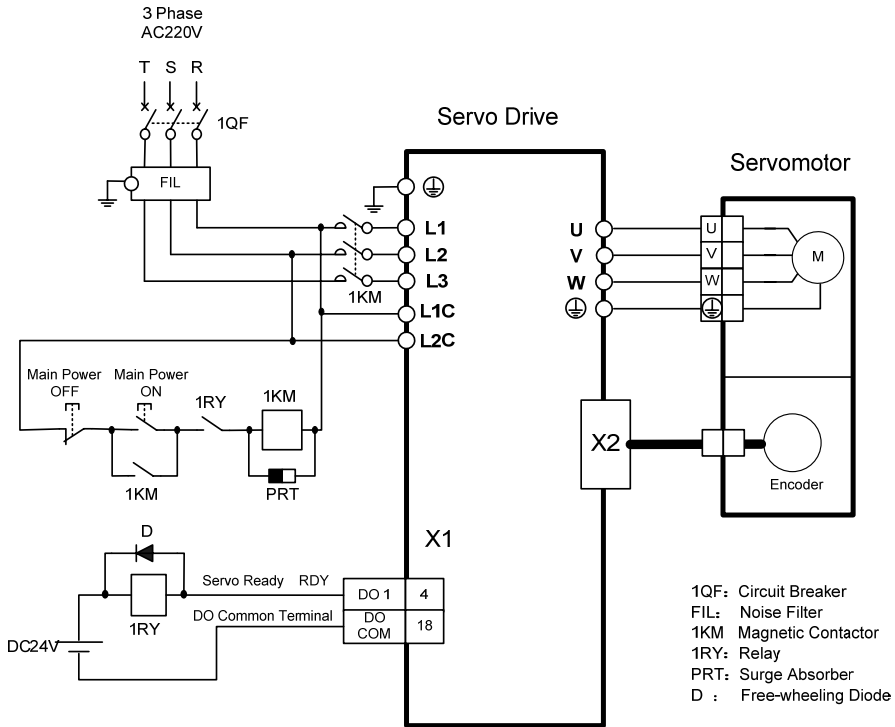 3 Phase
AC220V
T S R
1QF
Servo Drive
Servomotor
FIL
L1
L2
L3
1KM
L1C
L2C
U
V
W
U
V
W
M
Main Power
OFF
Main Power
ON
1RY
1KM
1KM
PRT
X2
Encoder
X1
D
Servo Ready RDY
DO 1
4
1RY
DO Common Terminal
DO
COM
18
DC24V
1QF: Circuit Breaker
FIL: Noise Filter
1KM Magnetic Contactor
1RY: Relay
PRT: Surge Absorber
D : Free-wheeling Diode